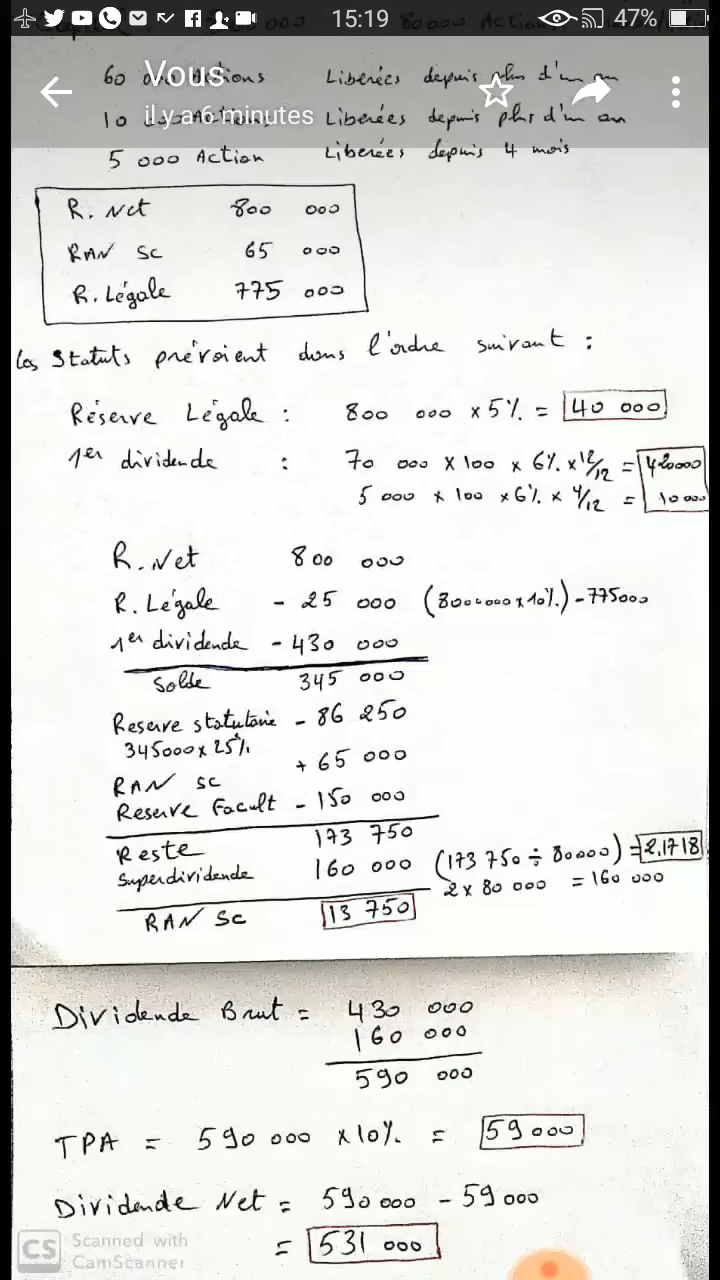 15:19 47%
80000 Actions
60 000 Actions Liberées depuis plus d'un an
Vous
il y a 6 minutes
10 000 Actions Liberées depuis plus d'un an
5 000 Action Liberées depuis 4 mois
R. Net 800 000
RAN SC 65 000
R. Légale 775 000
Les Statuts prévoient dans l'ordre suivant :
Réserve Légale : 800 000 x 5% = 40 000
1er dividende : 70 000 x 100 x 6% x 12/12 = 420000
5 000 x 100 x 6% x 4/12 = 10 000
R. Net 800 000
R. Légale - 25 000 (8000000 x 10%) - 775000
1er dividende - 430 000
Solde 345 000
Reserve statutaire - 86 250
345000 x 25%
RAN SC + 65 000
Reserve Facult - 150 000
Reste 173 750 (173 750 ÷ 80000) = 2,1718
Superdividende 160 000 2 x 80 000 = 160 000
RAN SC 13 750
Dividende Brut = 430 000
160 000
590 000
TPA = 590 000 x 10% = 59 000
Dividende Net = 590 000 - 59 000
= 531 000
CS Scanned with
CamScanner